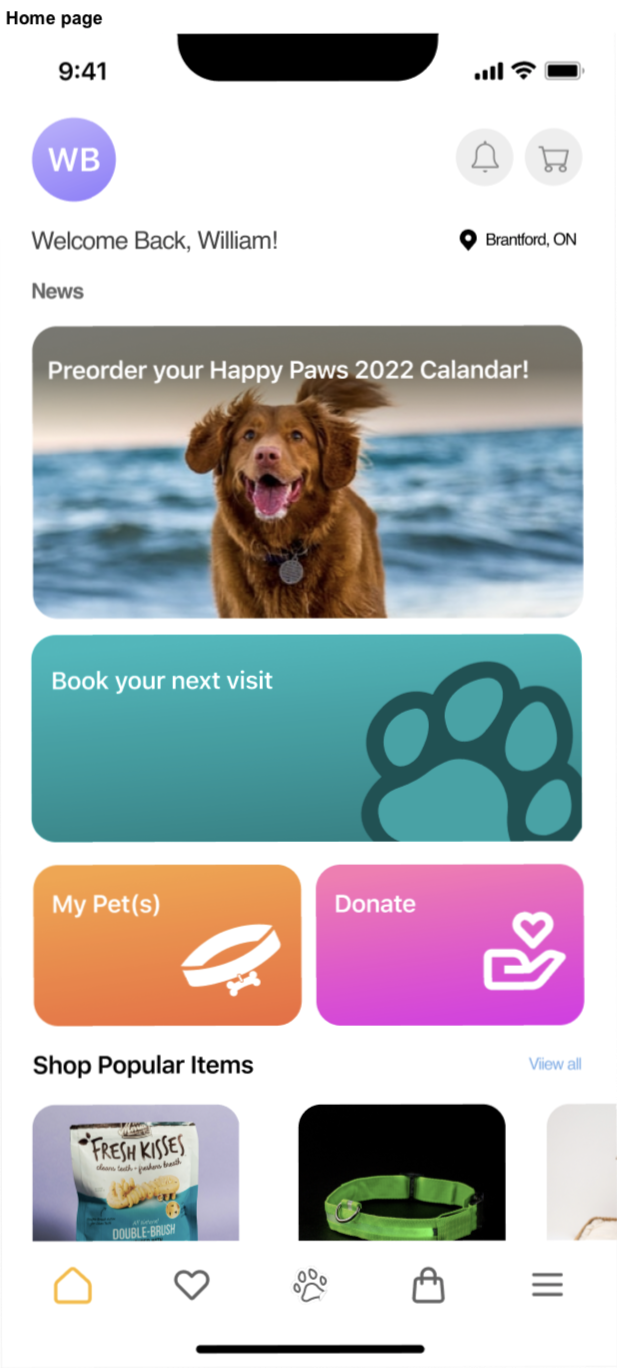 Home page
9:41
WB
Welcome Back, William!
Brantford, ON
News
Preorder your Happy Paws 2022 Calandar!
Book your next visit
My Pet(s)
Donate
Shop Popular Items
Viiew all
FRESH KISSES
cleans teeth + freshens breath
DOUBLE-BRUSH